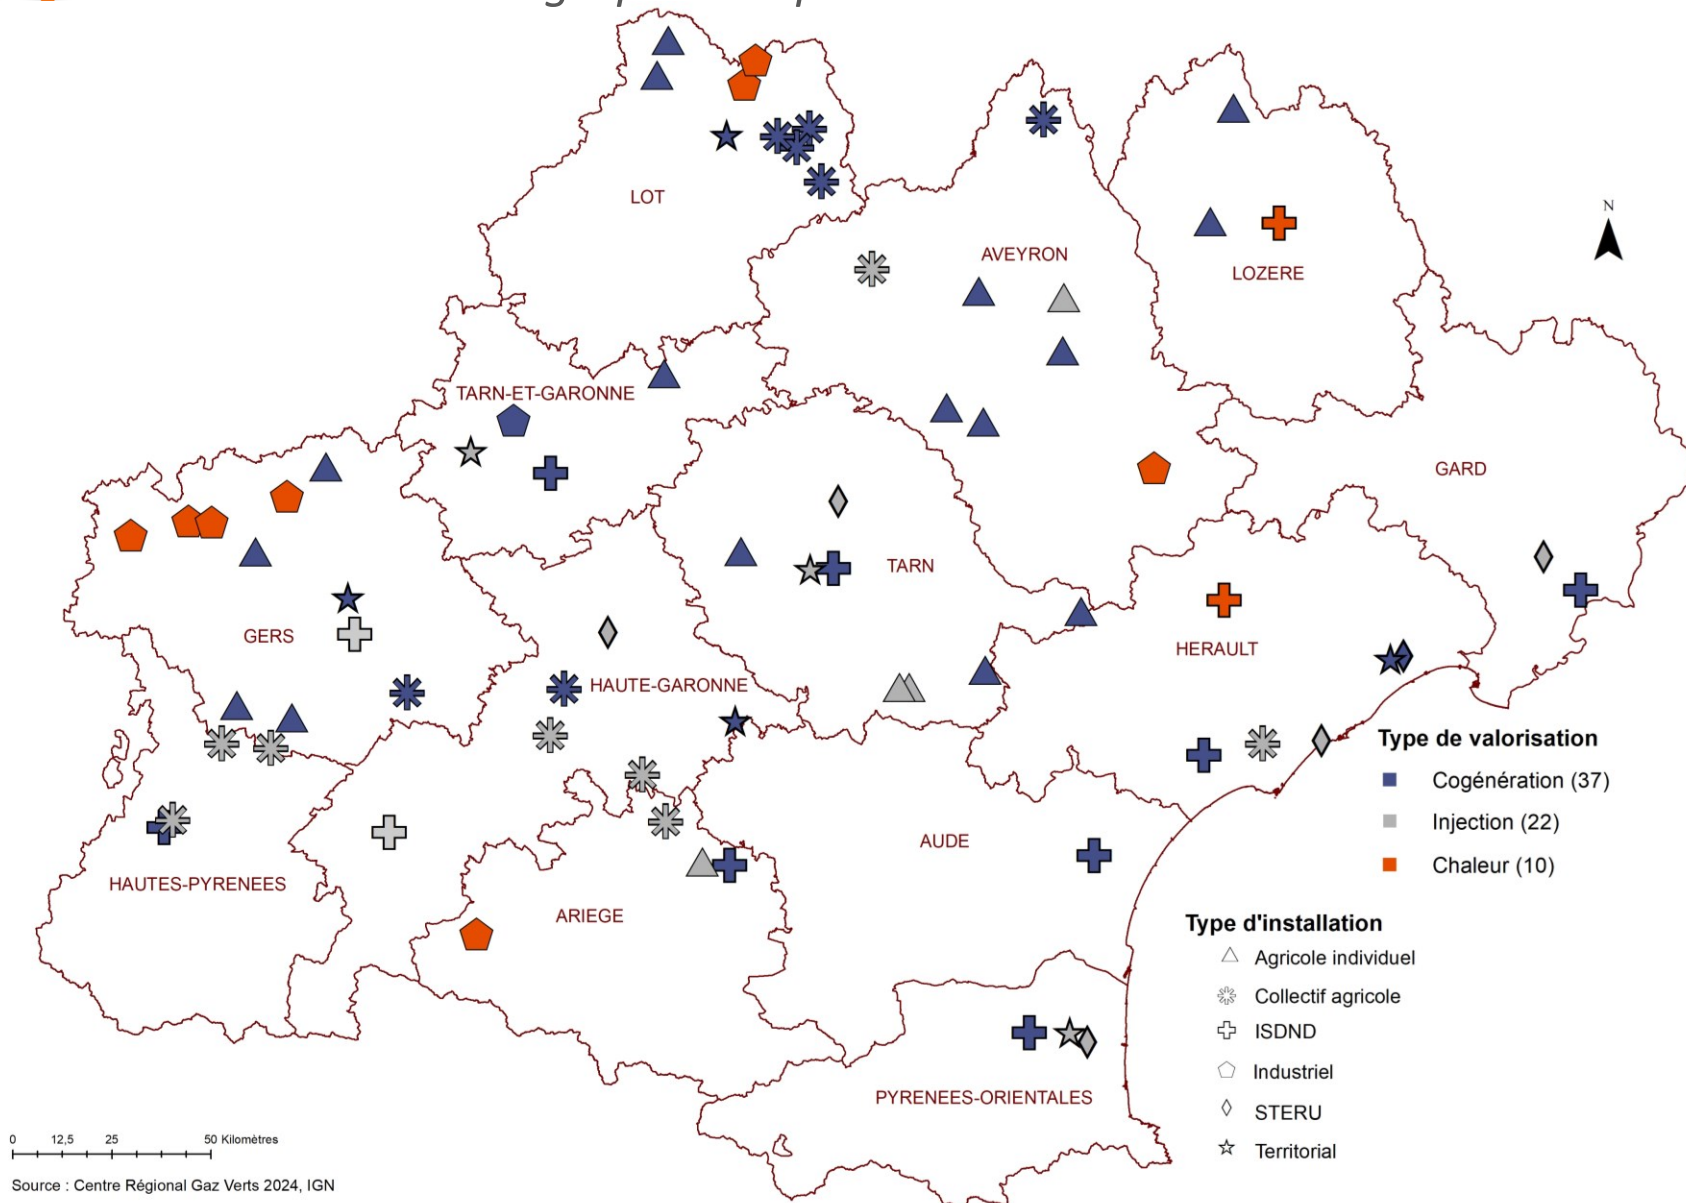 LOT
AVEYRON
LOZERE
N
TARN-ET-GARONNE
GARD
TARN
GERS
HERAULT
HAUTE-GARONNE
AUDE
HAUTES-PYRENEES
ARIEGE
PYRENEES-ORIENTALES
Type de valorisation
Cogénération (37)
Injection (22)
Chaleur (10)
Type d'installation
Agricole individuel
Collectif agricole
ISDND
Industriel
STERU
Territorial
0 12,5 25 50 Kilomètres
Source : Centre Régional Gaz Verts 2024, IGN